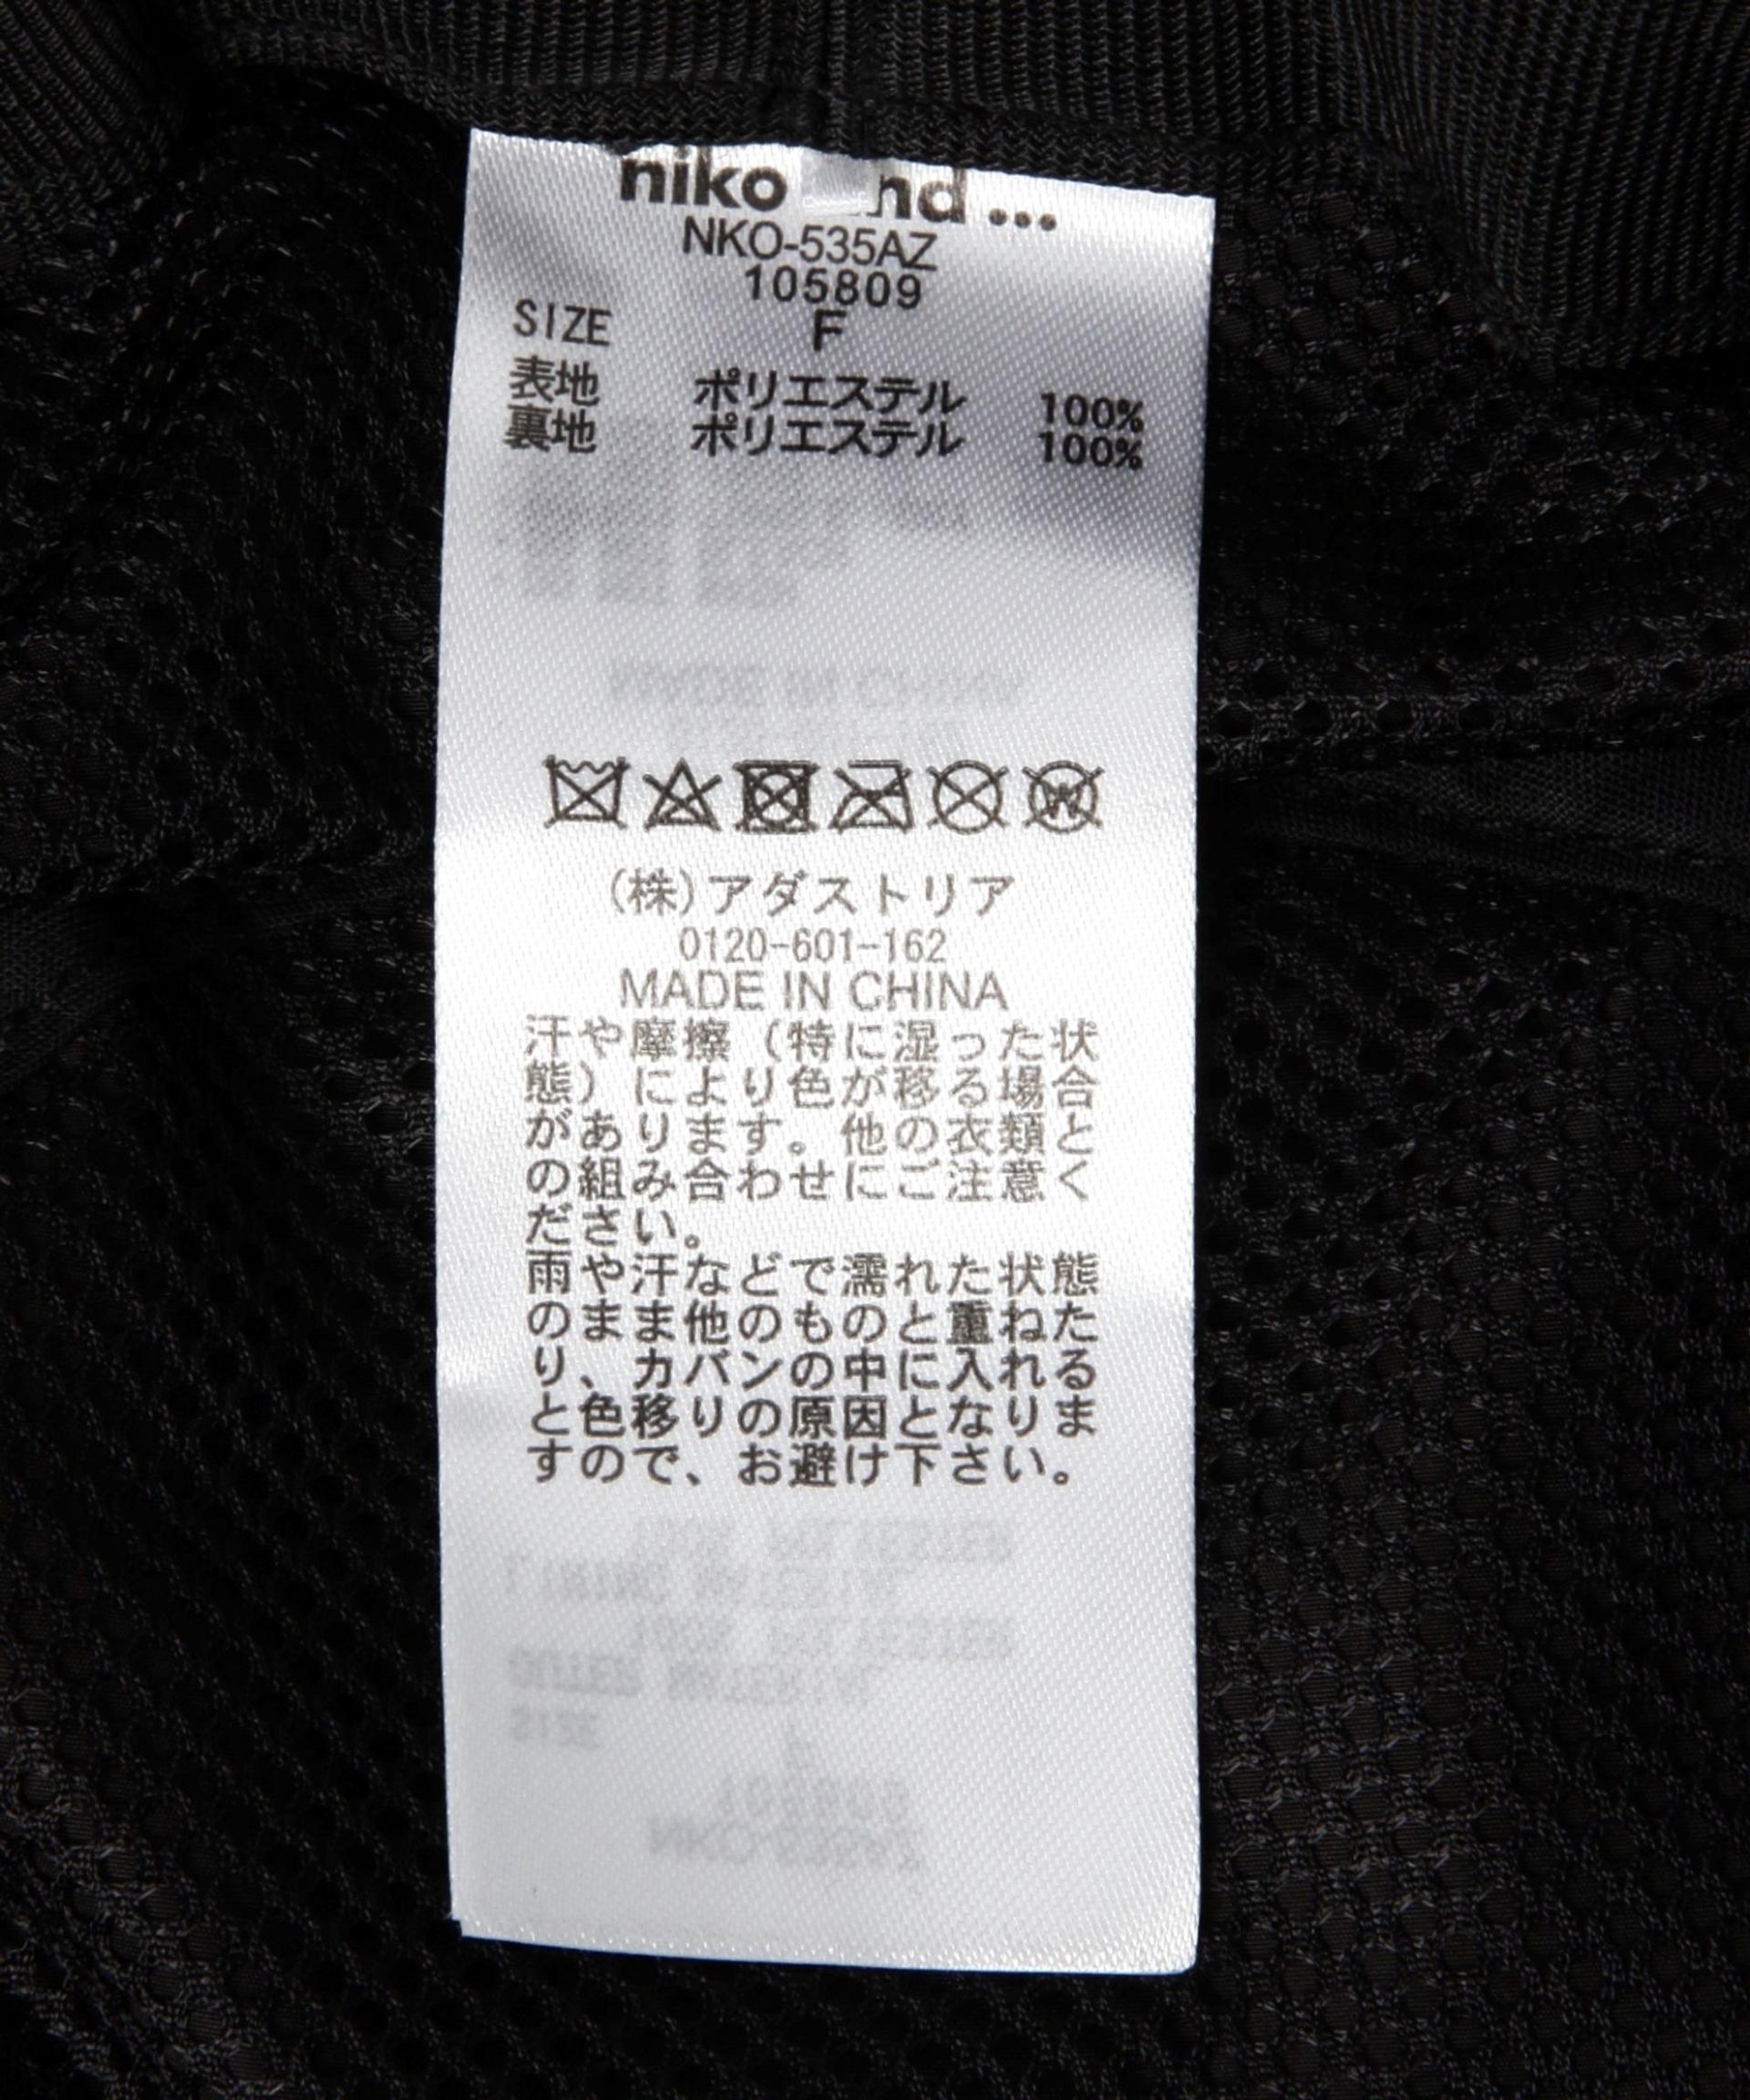 niko and ...
NKO-535AZ
105809
SIZE F
表地 ポリエステル 100%
裏地 ポリエステル 100%
(株)アダストリア
0120-601-162
MADE IN CHINA
汗や摩擦（特に湿った状
態）により色が移る場合
があります。他の衣類と
の組み合わせにご注意く
ださい。
雨や汗などで濡れた状態
のまま他のものと重ねた
り、カバンの中に入れる
と色移りの原因となりま
すので、お避け下さい。